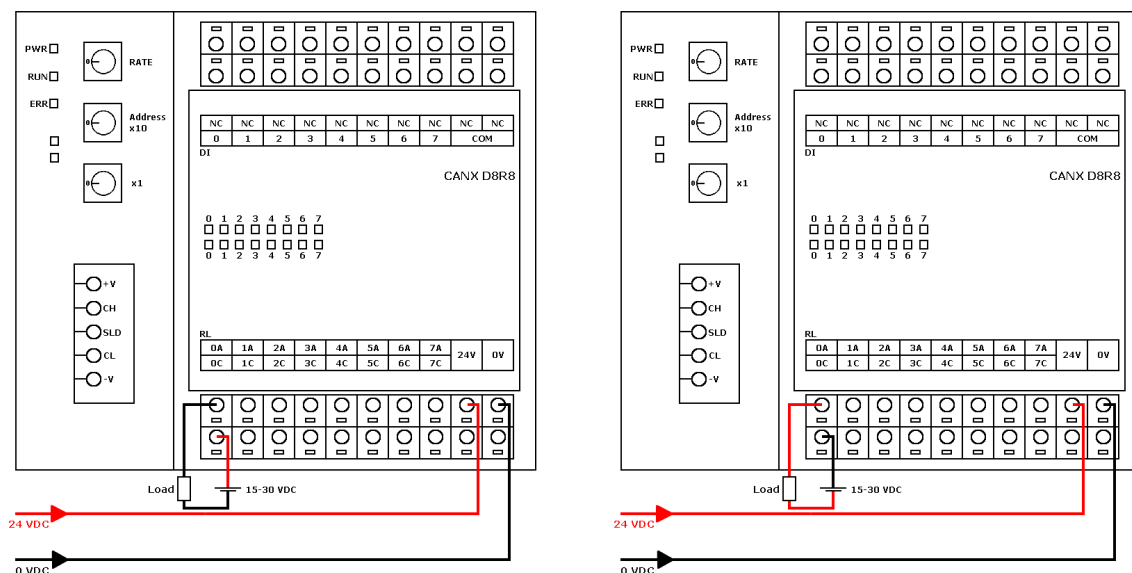 PWR
0
RATE
RUN
ERR
0
Address
x10
0
x1
NC NC NC NC NC NC NC NC NC NC
0 1 2 3 4 5 6 7 COM
DI
CANX D8R8
0 1 2 3 4 5 6 7
0 1 2 3 4 5 6 7
+V
CH
SLD
CL
-V
RL
0A 1A 2A 3A 4A 5A 6A 7A 24V 0V
0C 1C 2C 3C 4C 5C 6C 7C
Load
15-30 VDC
24 VDC
0 VDC
PWR
0
RATE
RUN
ERR
0
Address
x10
0
x1
NC NC NC NC NC NC NC NC NC NC
0 1 2 3 4 5 6 7 COM
DI
CANX D8R8
0 1 2 3 4 5 6 7
0 1 2 3 4 5 6 7
+V
CH
SLD
CL
-V
RL
0A 1A 2A 3A 4A 5A 6A 7A 24V 0V
0C 1C 2C 3C 4C 5C 6C 7C
Load
15-30 VDC
24 VDC
0 VDC